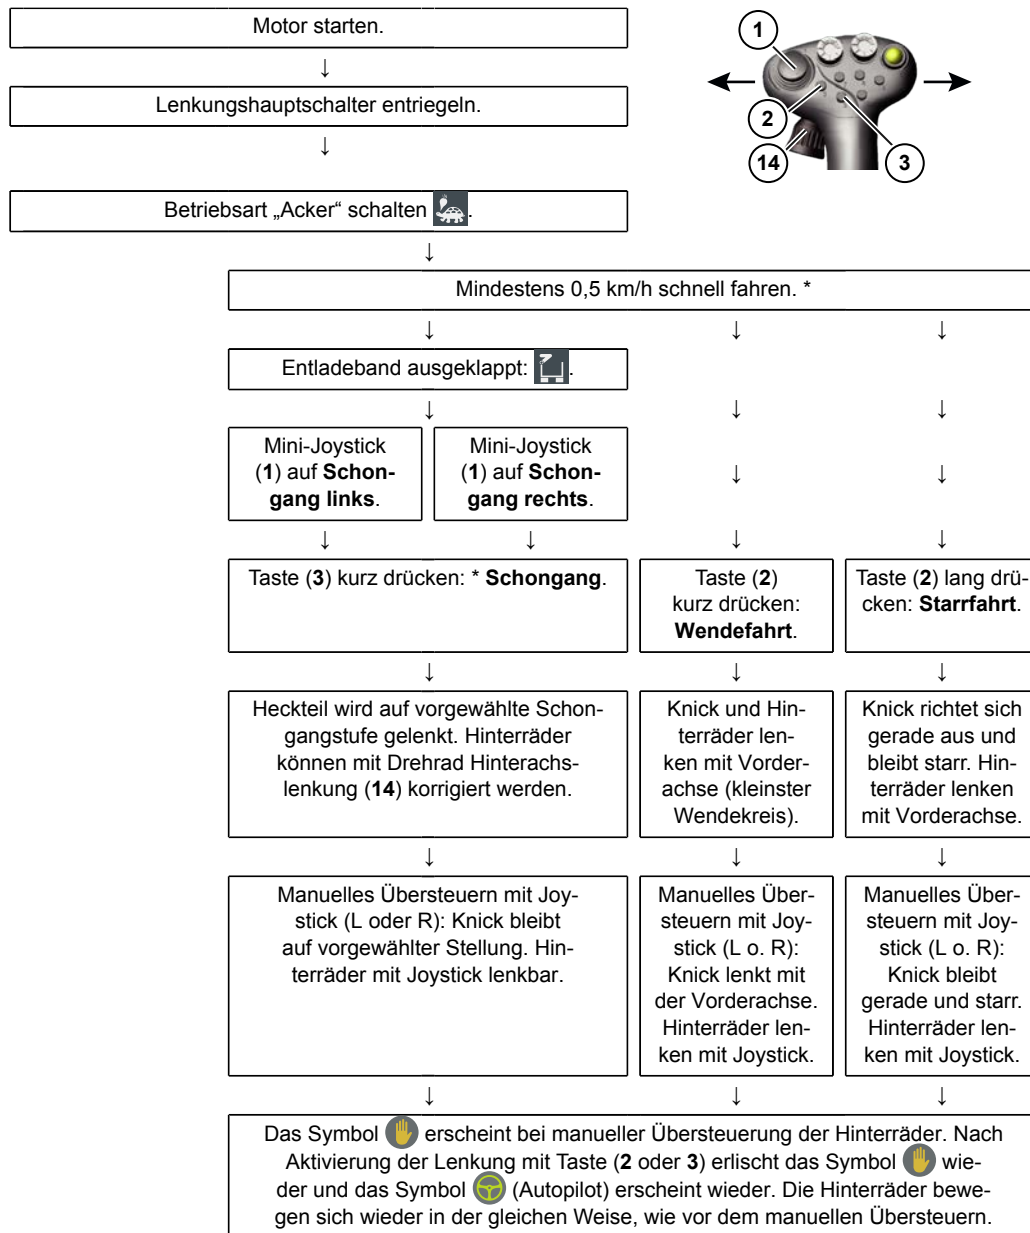 Motor starten.
1
↓
Lenkungshauptschalter entriegeln.
2
↓
14
3
Betriebsart „Acker“ schalten .
↓
Mindestens 0,5 km/h schnell fahren. *
↓ ↓ ↓
Entladeband ausgeklappt: .
↓ ↓ ↓
Mini-Joystick
(1) auf Schon-
gang links.
Mini-Joystick
(1) auf Schon-
gang rechts.
↓ ↓
↓ ↓ ↓ ↓
Taste (3) kurz drücken: * Schongang.
Taste (2)
kurz drücken:
Wendefahrt.
Taste (2) lang drü-
cken: Starrfahrt.
↓ ↓ ↓
Heckteil wird auf vorgewählte Schon-
gangstufe gelenkt. Hinterräder
können mit Drehrad Hinterachs-
lenkung (14) korrigiert werden.
Knick und Hin-
terräder len-
ken mit Vorder-
achse (kleinster
Wendekreis).
Knick richtet sich
gerade aus und
bleibt starr. Hin-
terräder lenken
mit Vorderachse.
↓ ↓ ↓
Manuelles Übersteuern mit Joy-
stick (L oder R): Knick bleibt
auf vorgewählter Stellung. Hin-
terräder mit Joystick lenkbar.
Manuelles Über-
steuern mit Joy-
stick (L o. R):
Knick lenkt mit
der Vorderachse.
Hinterräder len-
ken mit Joystick.
Manuelles Über-
steuern mit Joy-
stick (L o. R):
Knick bleibt
gerade und starr.
Hinterräder len-
ken mit Joystick.
↓ ↓ ↓
Das Symbol erscheint bei manueller Übersteuerung der Hinterräder. Nach
Aktivierung der Lenkung mit Taste (2 oder 3) erlischt das Symbol wie-
der und das Symbol (Autopilot) erscheint wieder. Die Hinterräder bewe-
gen sich wieder in der gleichen Weise, wie vor dem manuellen Übersteuern.